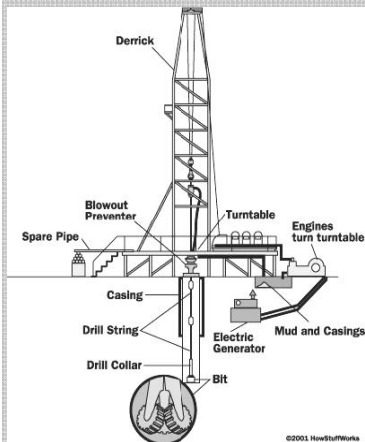 Derrick
Blowout
Preventer
Turntable
Spare Pipe
Engines
turn turntable
Casing
Mud and Casings
Drill String
Electric
Generator
Drill Collar
Bit
©2001 HowStuffWorks